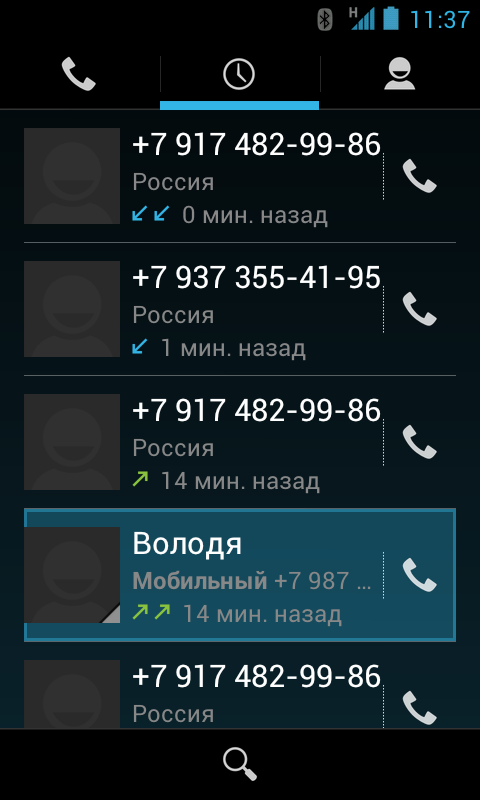 H 11:37
+7 917 482-99-86
Россия
0 мин. назад
+7 937 355-41-95
Россия
1 мин. назад
+7 917 482-99-86
Россия
14 мин. назад
Володя
Мобильный +7 987 ...
14 мин. назад
+7 917 482-99-86
Россия